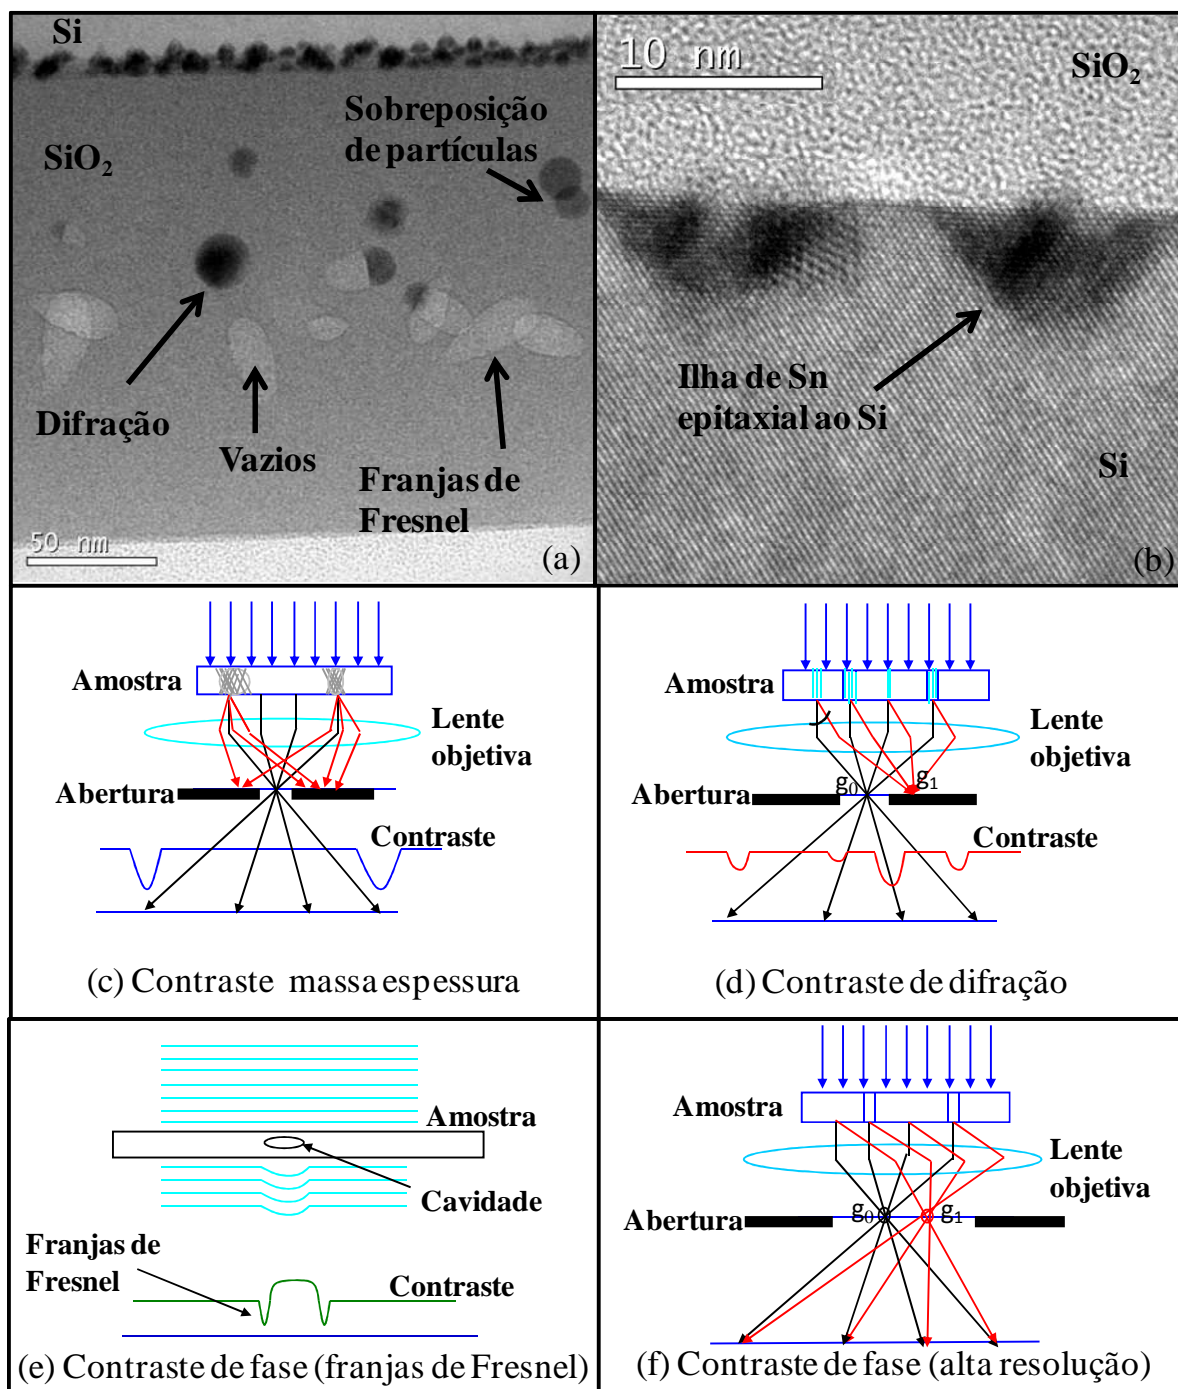 Si
SiO₂
Sobreposição
de partículas
Difração
Vazios
Franjas de
Fresnel
50 nm
(a)
10 nm
SiO₂
Ilha de Sn
epitaxial ao Si
Si
(b)
Amostra
Lente
objetiva
Abertura
Contraste
(c) Contraste massa espessura
Amostra
Lente
objetiva
Abertura
g₀
g₁
Contraste
(d) Contraste de difração
Amostra
Cavidade
Franjas de
Fresnel
Contraste
(e) Contraste de fase (franjas de Fresnel)
Amostra
Lente
objetiva
Abertura
g₀
g₁
(f) Contraste de fase (alta resolução)